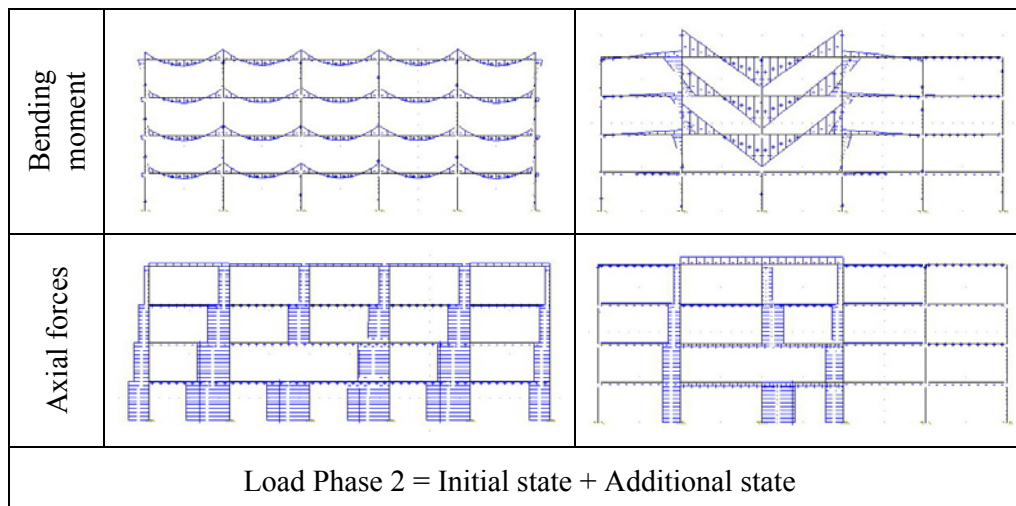 Bending
moment
Axial forces
Load Phase 2 = Initial state + Additional state